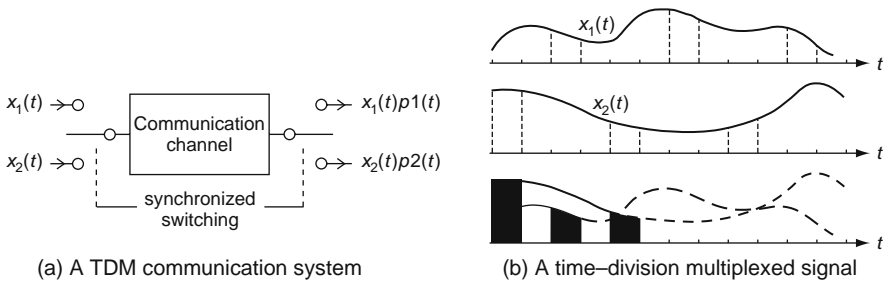 x₁(t)
x₂(t)
Communication
channel
x₁(t)p1(t)
x₂(t)p2(t)
synchronized
switching
(a) A TDM communication system
x₁(t)
t
x₂(t)
t
t
(b) A time–division multiplexed signal